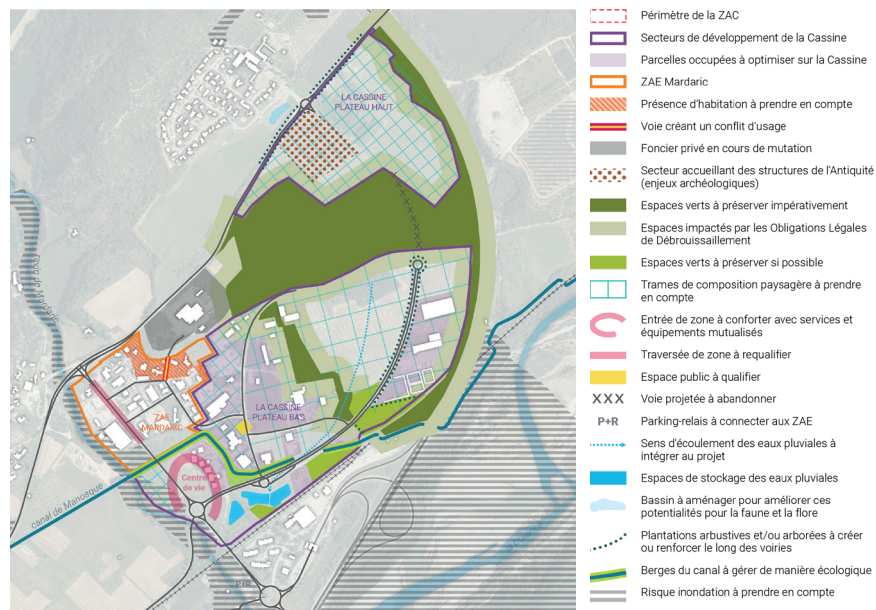 LA CASSINE
PLATEAU HAUT
ZAE
MARDARIC
LA CASSINE
PLATEAU BAS
Centre
de vie
canal de Manosque
P+R
la Durance
Périmètre de la ZAC
Secteurs de développement de la Cassine
Parcelles occupées à optimiser sur la Cassine
ZAE Mardaric
Présence d'habitation à prendre en compte
Voie créant un conflit d'usage
Foncier privé en cours de mutation
Secteur accueillant des structures de l'Antiquité
(enjeux archéologiques)
Espaces verts à préserver impérativement
Espaces impactés par les Obligations Légales
de Débrouissaillement
Espaces verts à préserver si possible
Trames de composition paysagère à prendre
en compte
Entrée de zone à conforter avec services et
équipements mutualisés
Traversée de zone à requalifier
Espace public à qualifier
XXX
Voie projetée à abandonner
P+R
Parking-relais à connecter aux ZAE
Sens d'écoulement des eaux pluviales à
intégrer au projet
Espaces de stockage des eaux pluviales
Bassin à aménager pour améliorer ces
potentialités pour la faune et la flore
Plantations arbustives et/ou arborées à créer
ou renforcer le long des voiries
Berges du canal à gérer de manière écologique
Risque inondation à prendre en compte